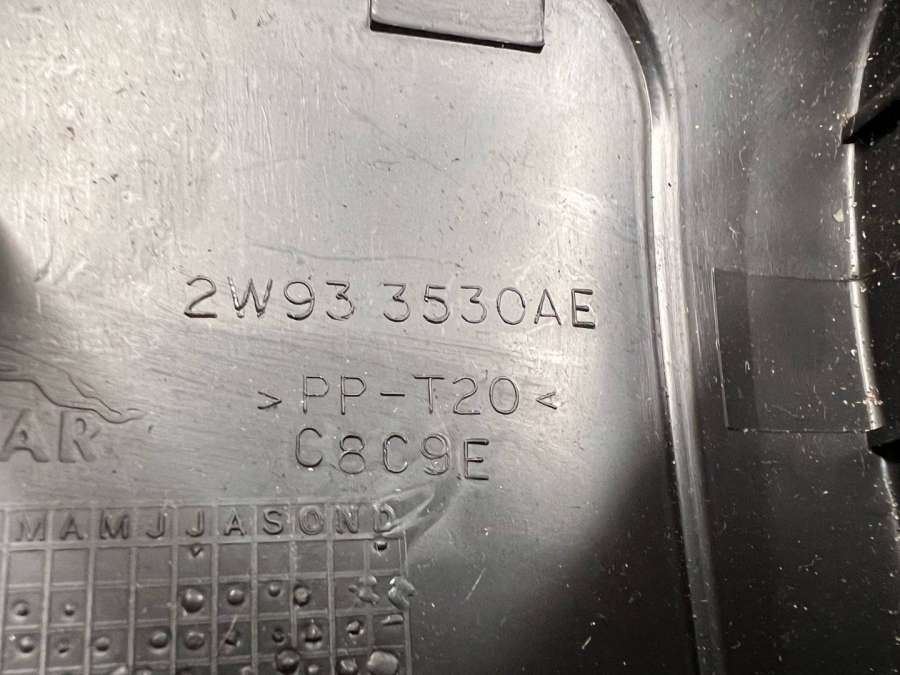 2W93 3530AE
>PP-T20<
C8C9E
AR
MAMJJASOND